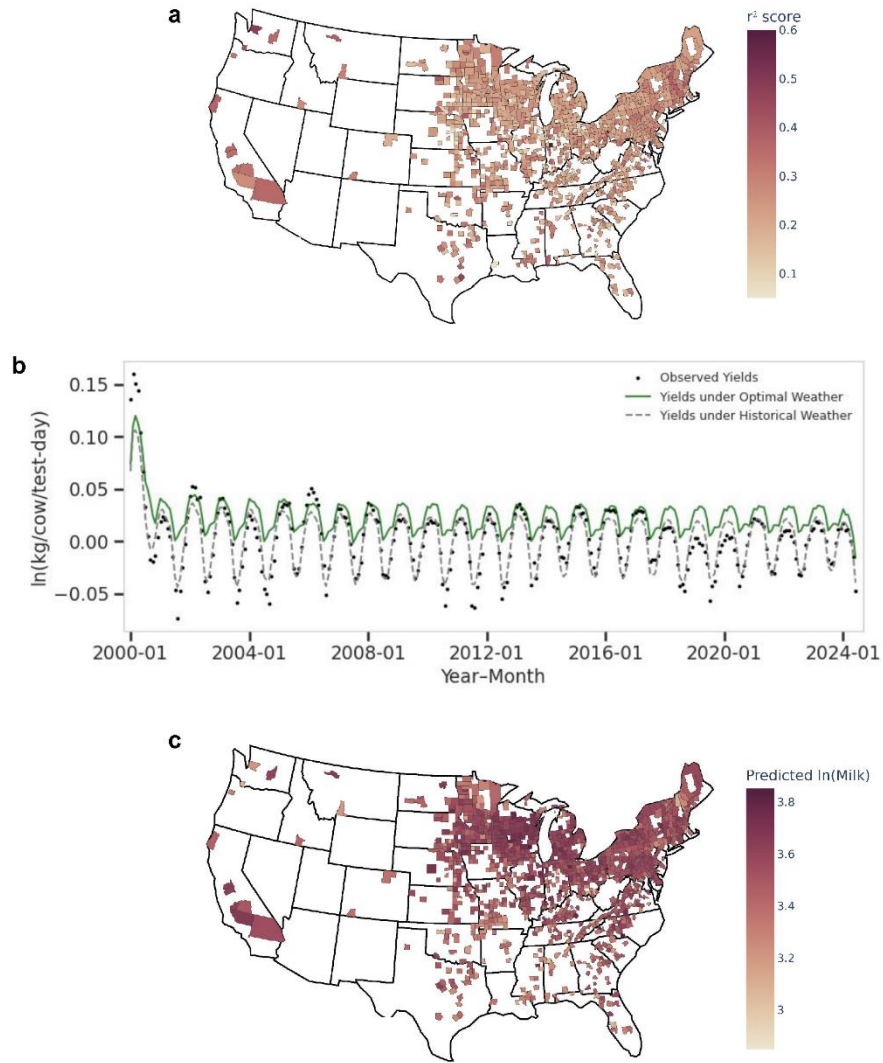 a
r² score
0.6
0.5
0.4
0.3
0.2
0.1
b
ln(kg/cow/test-day)
0.15
0.10
0.05
0.00
−0.05
Observed Yields
Yields under Optimal Weather
Yields under Historical Weather
2000-01 2004-01 2008-01 2012-01 2016-01 2020-01 2024-01
Year–Month
c
Predicted ln(Milk)
3.8
3.6
3.4
3.2
3